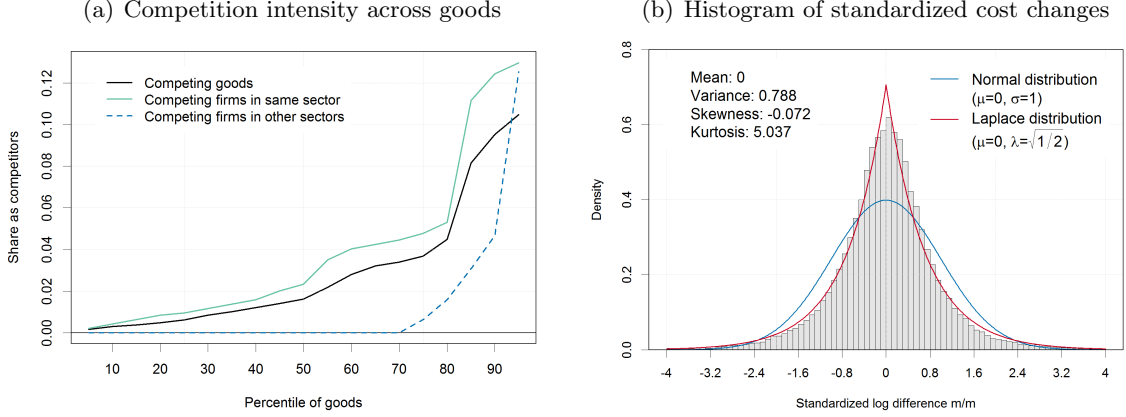 (a) Competition intensity across goods
Share as competitors
0.12
0.10
0.08
0.06
0.04
0.02
0.00
Competing goods
Competing firms in same sector
Competing firms in other sectors
10 20 30 40 50 60 70 80 90
Percentile of goods
(b) Histogram of standardized cost changes
Density
0.8
0.6
0.4
0.2
0.0
Mean: 0
Variance: 0.788
Skewness: -0.072
Kurtosis: 5.037
Normal distribution
(μ=0, σ=1)
Laplace distribution
(μ=0, λ=√1/2)
-4 -3.2 -2.4 -1.6 -0.8 0 0.8 1.6 2.4 3.2 4
Standardized log difference m/m